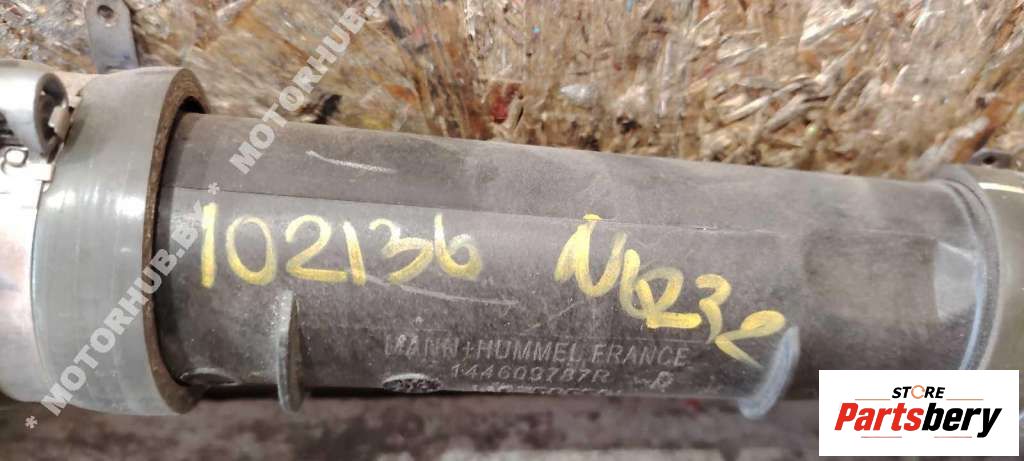 * MOTORHUB.BY * MOTORHUB.BY
102136
MANN+HUMMEL FRANCE
144603787R
STORE
Partsbery